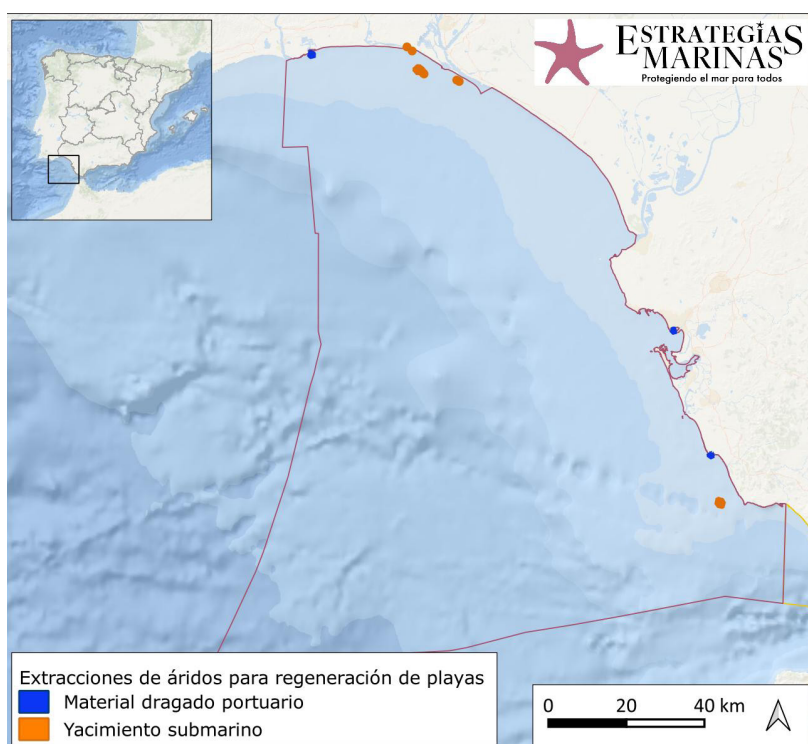 ESTRATEGIAS
MARINAS
Protegiendo el mar para todos
Extracciones de áridos para regeneración de playas
Material dragado portuario
Yacimiento submarino
0 20 40 km